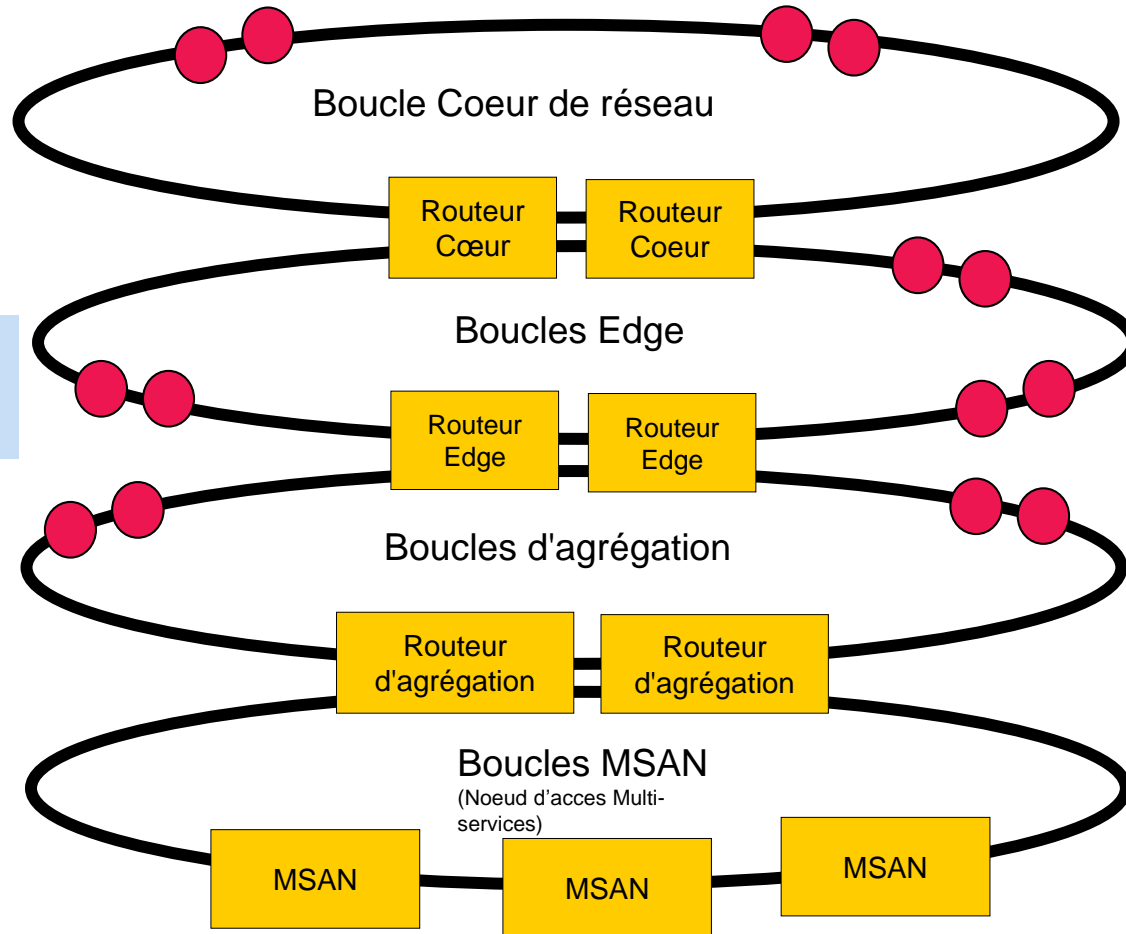 Boucle Coeur de réseau
Routeur
Cœur
Routeur
Coeur
Boucles Edge
Routeur
Edge
Routeur
Edge
Boucles d'agrégation
Routeur
d'agrégation
Routeur
d'agrégation
Boucles MSAN
(Noeud d’acces Multi-
services)
MSAN
MSAN
MSAN